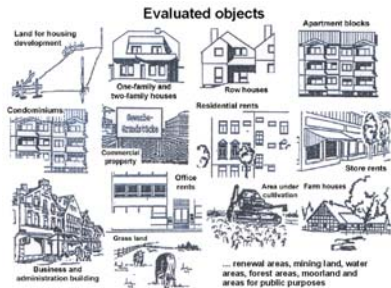 Evaluated objects
Land for housing
development
One-family and
two-family houses
Row houses
Apartment blocks
Condominiums
Commercial
propperty
Residential rents
Store rents
Office
rents
Area under
cultivation
Farm houses
Business and
administration building
Grass land
... renewal areas, mining land, water
areas, forest areas, moorland and
areas for public purposes